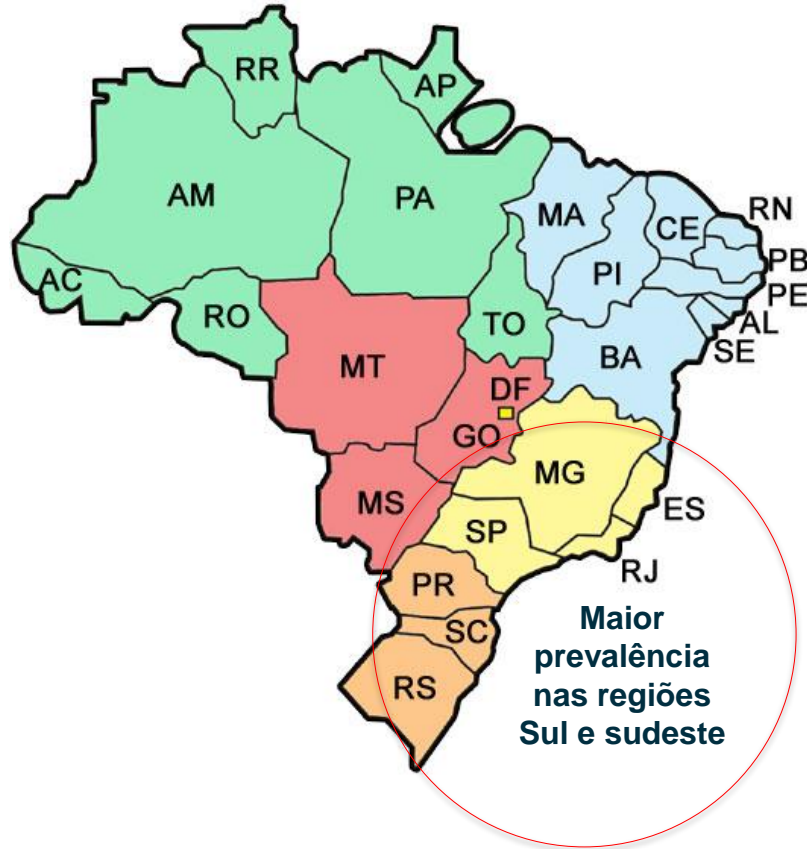 RR
AP
AM
PA
MA
CE
RN
PB
PI
PE
AC
AL
RO
TO
SE
BA
MT
DF
GO
MG
MS
ES
SP
RJ
PR
SC
RS
Maior
prevalência
nas regiões
Sul e sudeste